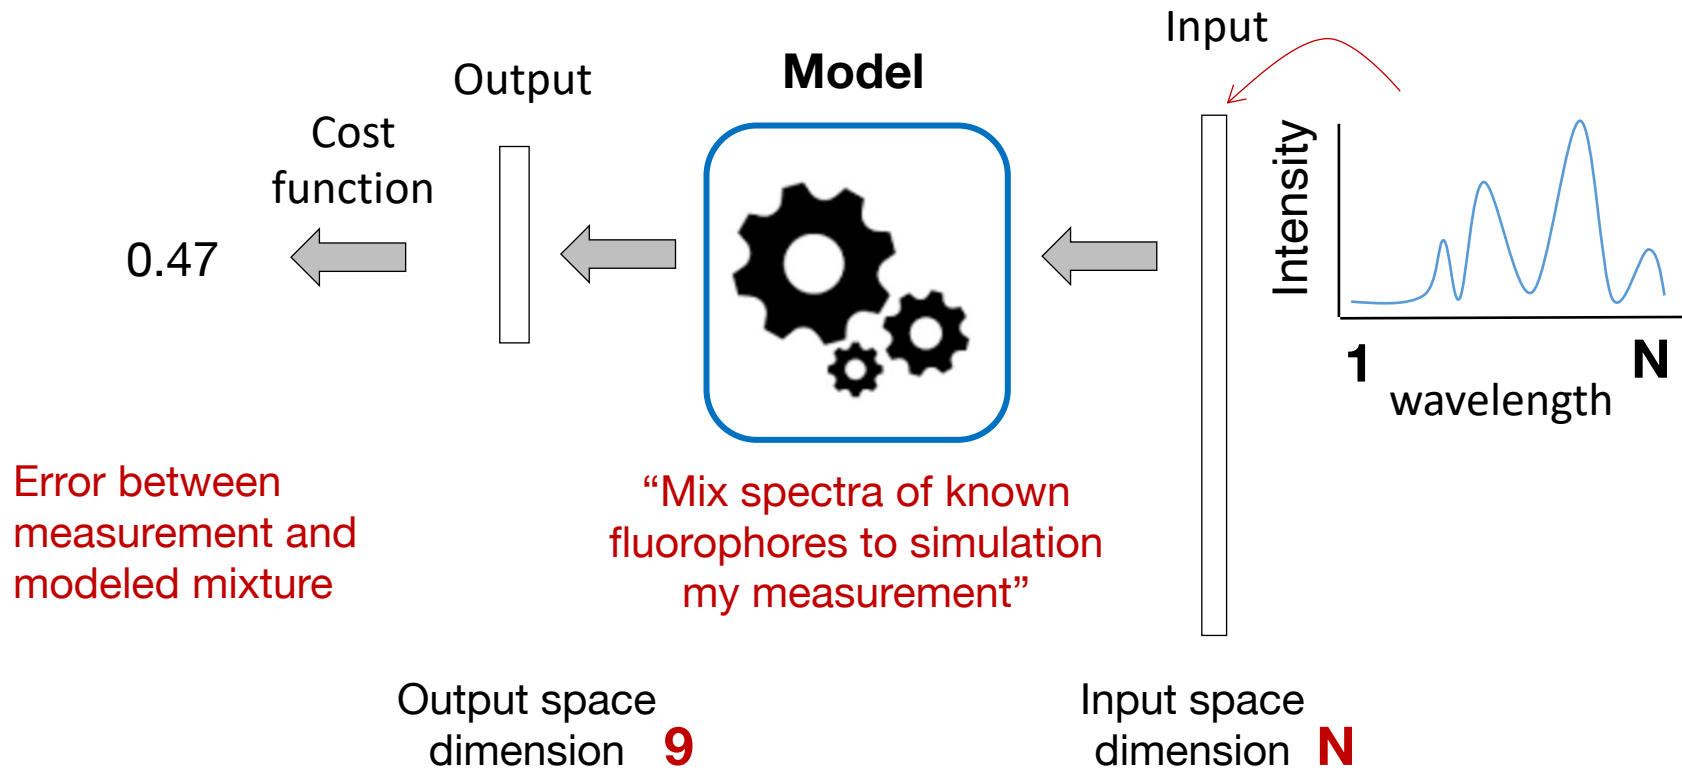 Input
Output
Model
Cost
function
0.47
Intensity
1
N
wavelength
Error between
measurement and
modeled mixture
“Mix spectra of known
fluorophores to simulation
my measurement”
Output space
dimension 9
Input space
dimension N